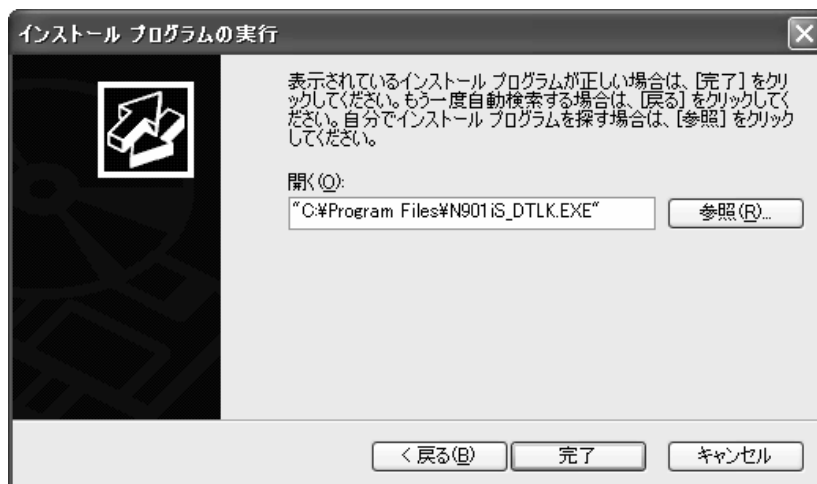 インストール プログラムの実行
表示されているインストール プログラムが正しい場合は、[完了] をクリ
ックしてください。もう一度自動検索する場合は、[戻る] をクリックしてく
ださい。自分でインストール プログラムを探す場合は、[参照] をクリック
してください。
開く(O):
"C:¥Program Files¥N901iS_DTLK.EXE"
参照(R)...
< 戻る(B)
完了
キャンセル